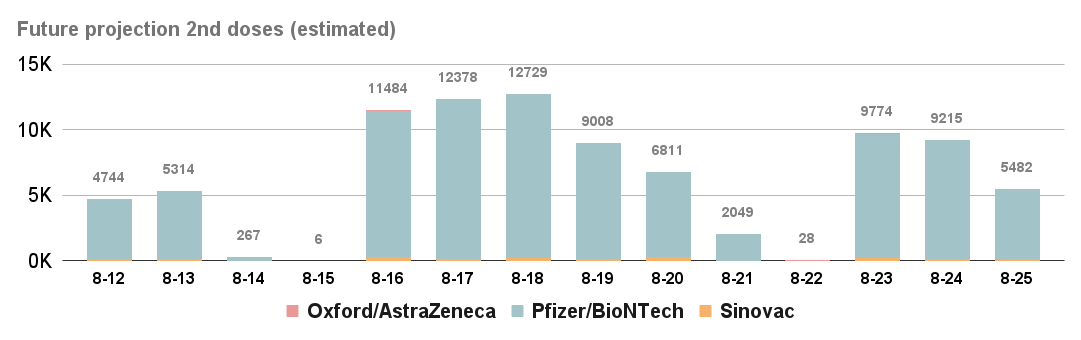 Future projection 2nd doses (estimated)
15K
10K
5K
0K
4744
5314
267
6
11484
12378
12729
9008
6811
2049
28
9774
9215
5482
8-12 8-13 8-14 8-15 8-16 8-17 8-18 8-19 8-20 8-21 8-22 8-23 8-24 8-25
Oxford/AstraZeneca Pfizer/BioNTech Sinovac